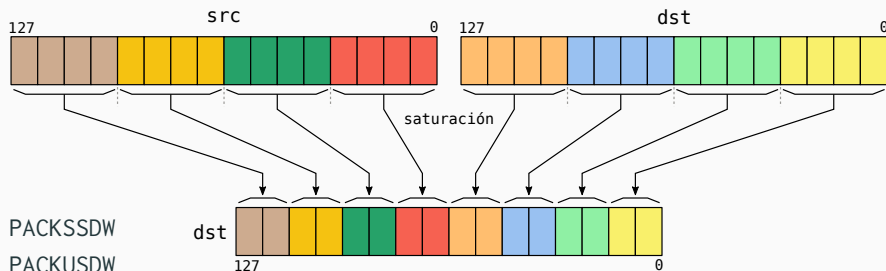 src
dst
127
0
127
0
saturación
PACKSSDW
dst
PACKUSDW
127
0